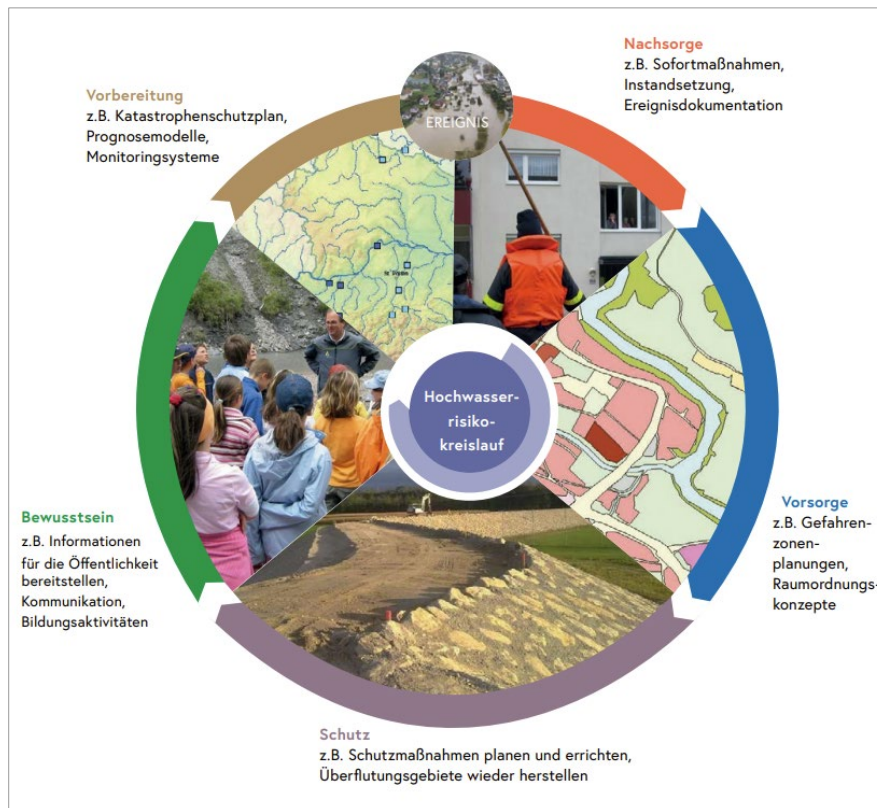 EREIGNIS
Nachsorge
z.B. Sofortmaßnahmen,
Instandsetzung,
Ereignisdokumentation
Vorsorge
z.B. Gefahren-
zonen-
planungen,
Raumordnungs-
konzepte
Schutz
z.B. Schutzmaßnahmen planen und errichten,
Überflutungsgebiete wieder herstellen
Bewusstsein
z.B. Informationen
für die Öffentlichkeit
bereitstellen,
Kommunikation,
Bildungsaktivitäten
Vorbereitung
z.B. Katastrophenschutzplan,
Prognosemodelle,
Monitoringsysteme
Hochwasser-
risiko-
kreislauf